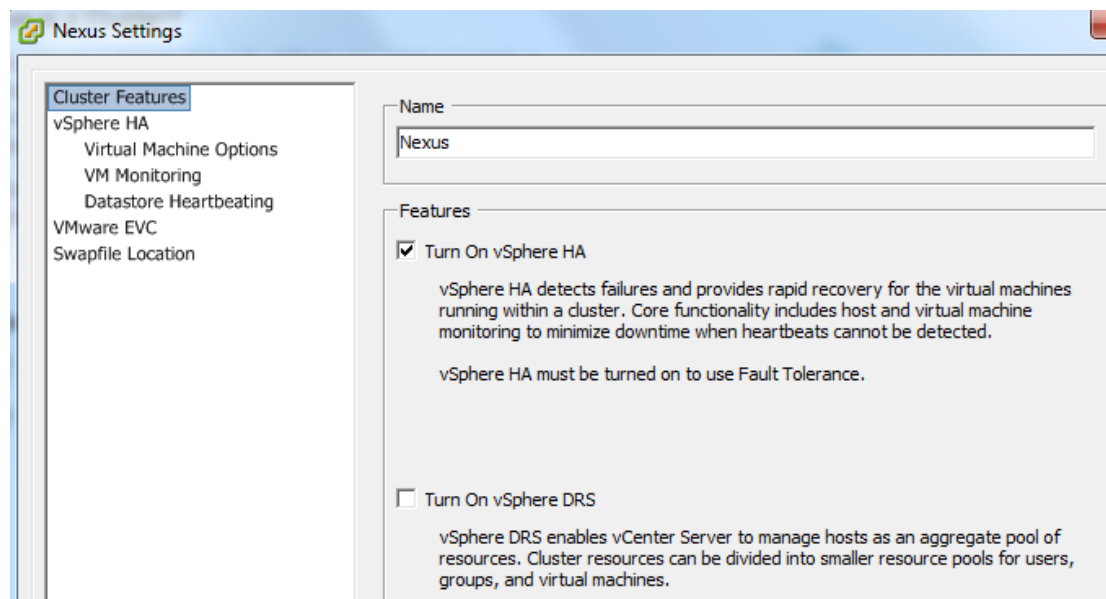 Nexus Settings
Cluster Features
vSphere HA
Virtual Machine Options
VM Monitoring
Datastore Heartbeating
VMware EVC
Swapfile Location
Name
Nexus
Features
Turn On vSphere HA
vSphere HA detects failures and provides rapid recovery for the virtual machines
running within a cluster. Core functionality includes host and virtual machine
monitoring to minimize downtime when heartbeats cannot be detected.
vSphere HA must be turned on to use Fault Tolerance.
Turn On vSphere DRS
vSphere DRS enables vCenter Server to manage hosts as an aggregate pool of
resources. Cluster resources can be divided into smaller resource pools for users,
groups, and virtual machines.